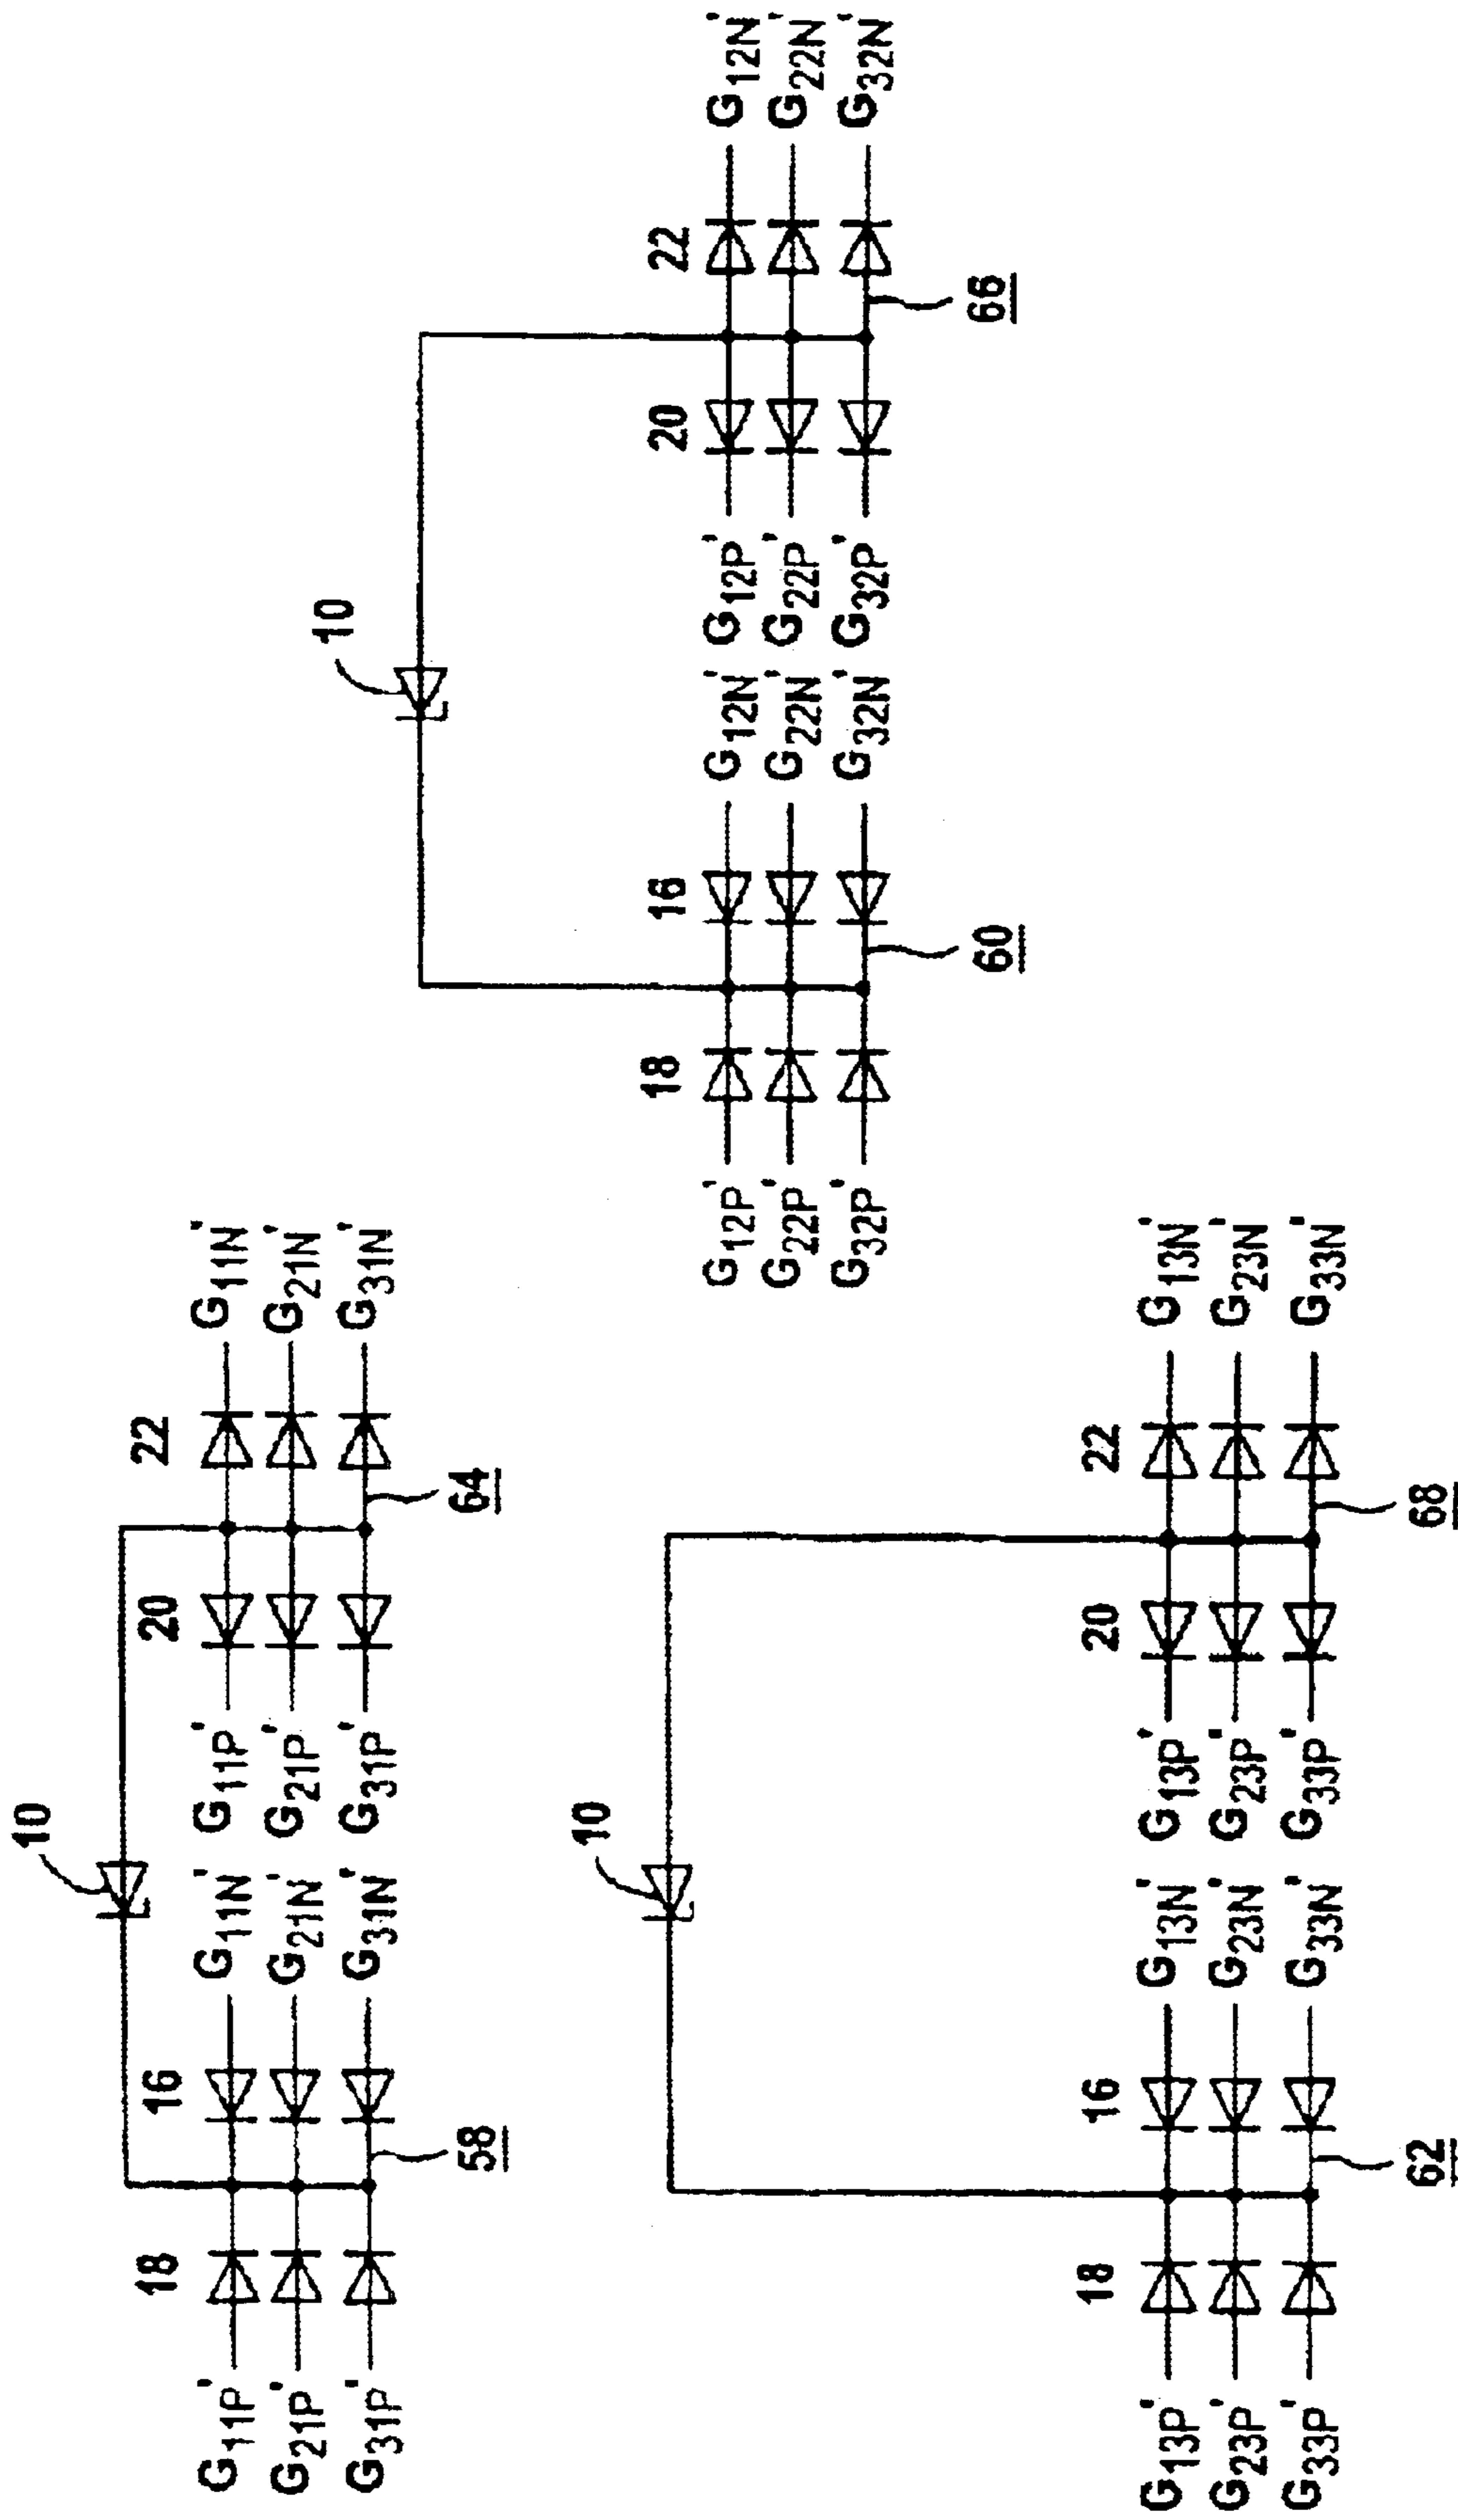 10
18 16 20 22
G11P' G11N' G11P' G11N'
G21P' G21N' G21P' G21N'
G31P' G31N' G31P' G31N'
58 64
10
18 16 20 22
G12P' G12N' G12P' G12N'
G22P' G22N' G22P' G22N'
G32P' G32N' G32P' G32N'
60 66
10
18 16 20 22
G13P' G13N' G13P' G13N'
G23P' G23N' G23P' G23N'
G33P' G33N' G33P' G33N'
62 68